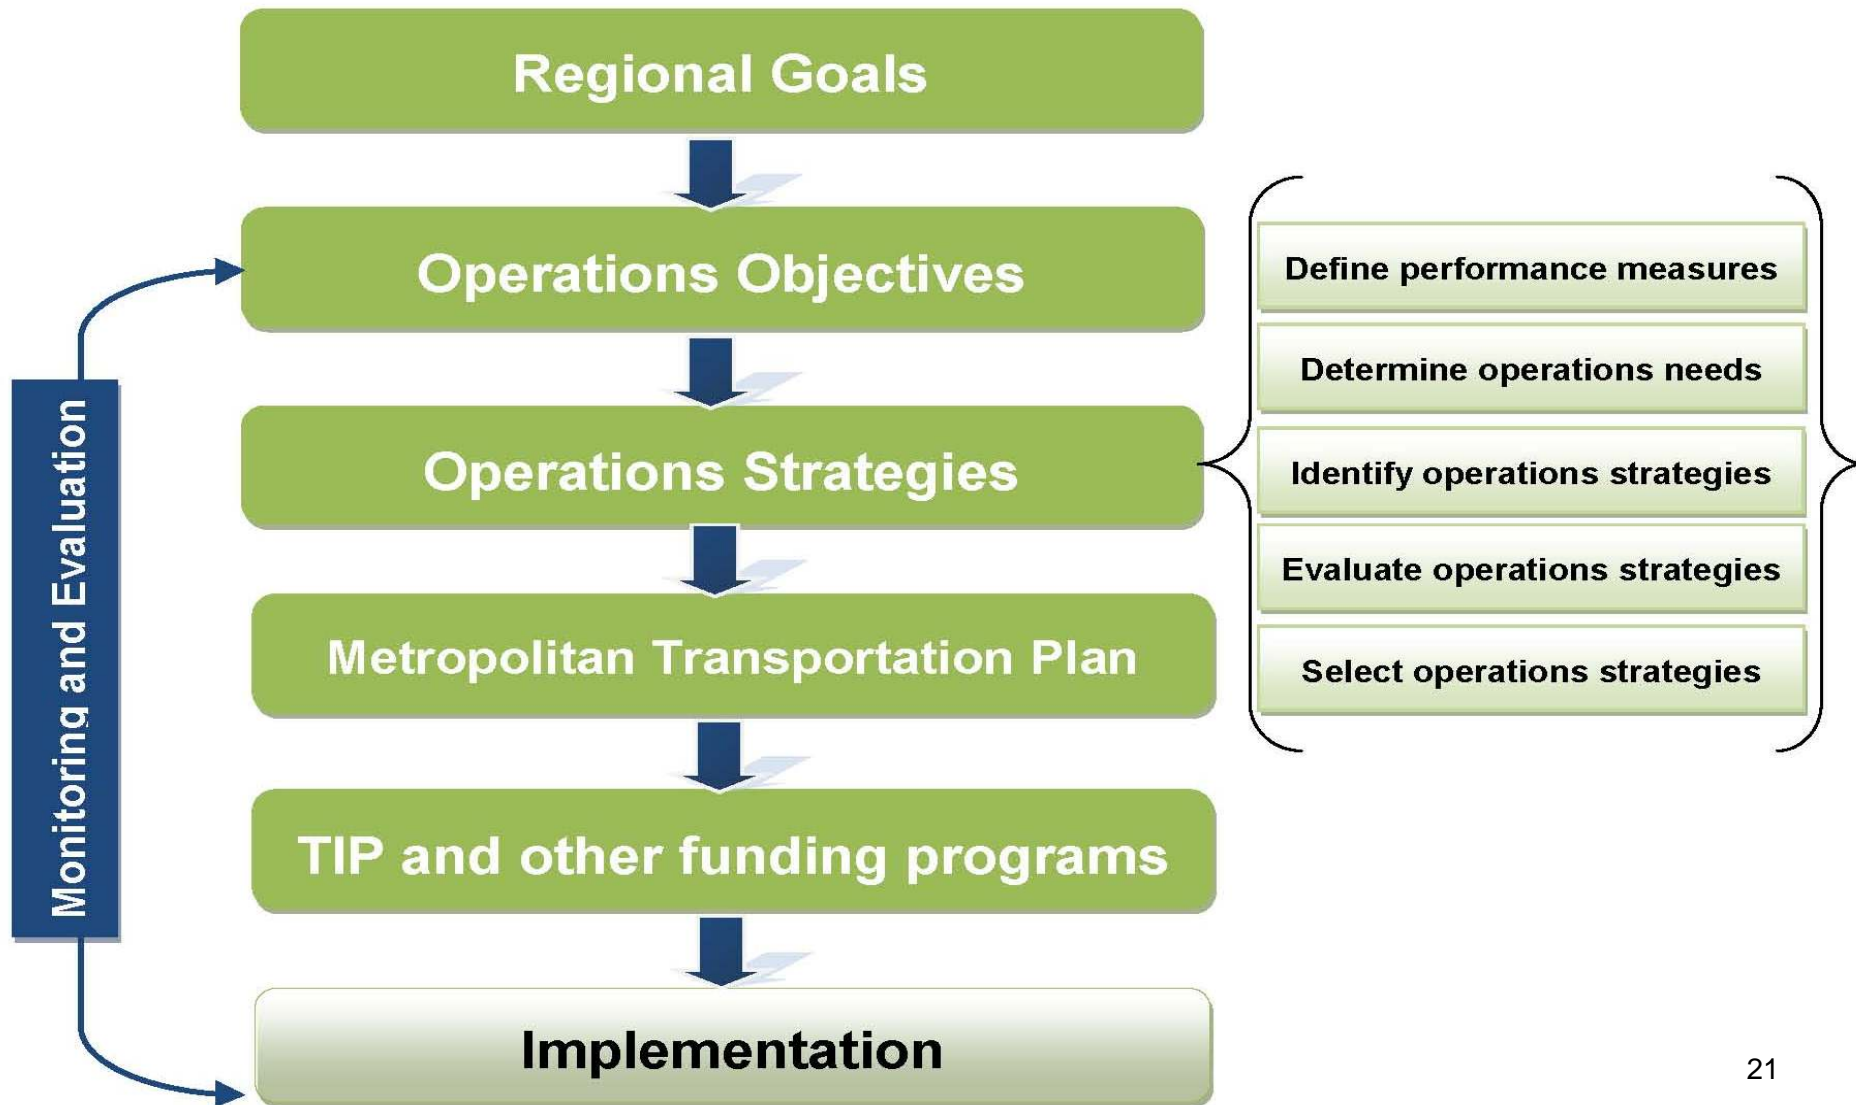 Regional Goals
Operations Objectives
Operations Strategies
Metropolitan Transportation Plan
TIP and other funding programs
Implementation
Monitoring and Evaluation
Define performance measures
Determine operations needs
Identify operations strategies
Evaluate operations strategies
Select operations strategies
21